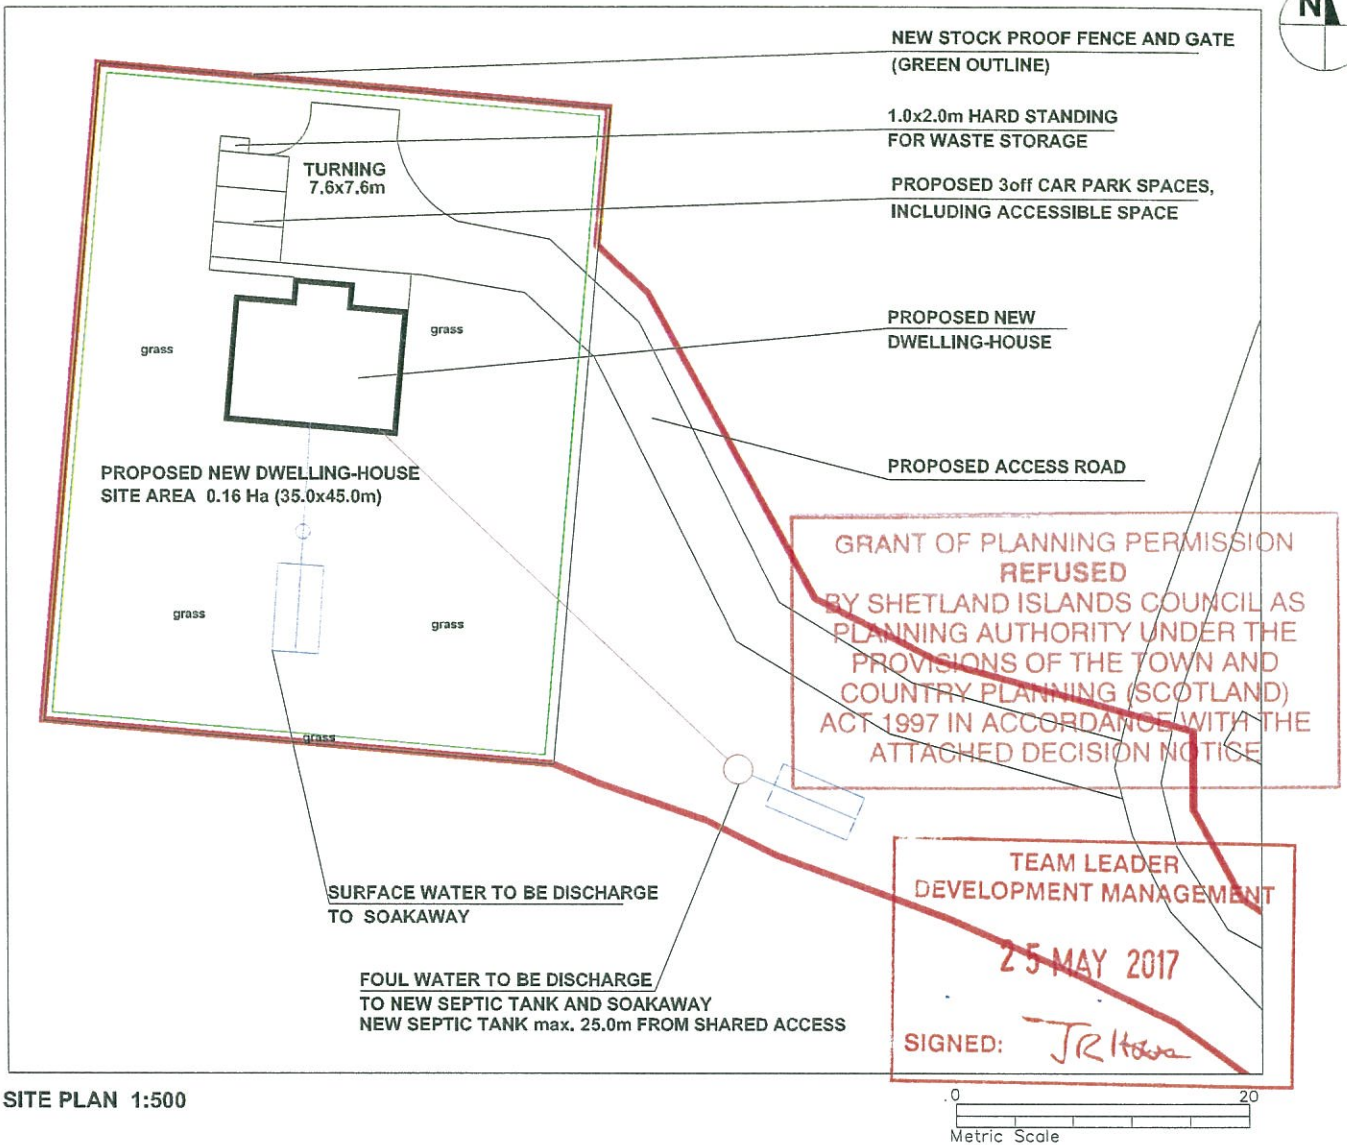 N
NEW STOCK PROOF FENCE AND GATE
(GREEN OUTLINE)
1.0x2.0m HARD STANDING
FOR WASTE STORAGE
TURNING
7.6x7.6m
PROPOSED 3off CAR PARK SPACES,
INCLUDING ACCESSIBLE SPACE
PROPOSED NEW
DWELLING-HOUSE
grass
grass
PROPOSED ACCESS ROAD
PROPOSED NEW DWELLING-HOUSE
SITE AREA 0.16 Ha (35.0x45.0m)
GRANT OF PLANNING PERMISSION
REFUSED
BY SHETLAND ISLANDS COUNCIL AS
PLANNING AUTHORITY UNDER THE
PROVISIONS OF THE TOWN AND
COUNTRY PLANNING (SCOTLAND)
ACT 1997 IN ACCORDANCE WITH THE
ATTACHED DECISION NOTICE
grass
grass
grass
SURFACE WATER TO BE DISCHARGE
TO SOAKAWAY
TEAM LEADER
DEVELOPMENT MANAGEMENT
25 MAY 2017
SIGNED:
FOUL WATER TO BE DISCHARGE
TO NEW SEPTIC TANK AND SOAKAWAY
NEW SEPTIC TANK max. 25.0m FROM SHARED ACCESS
SITE PLAN 1:500
0 20
Metric Scale